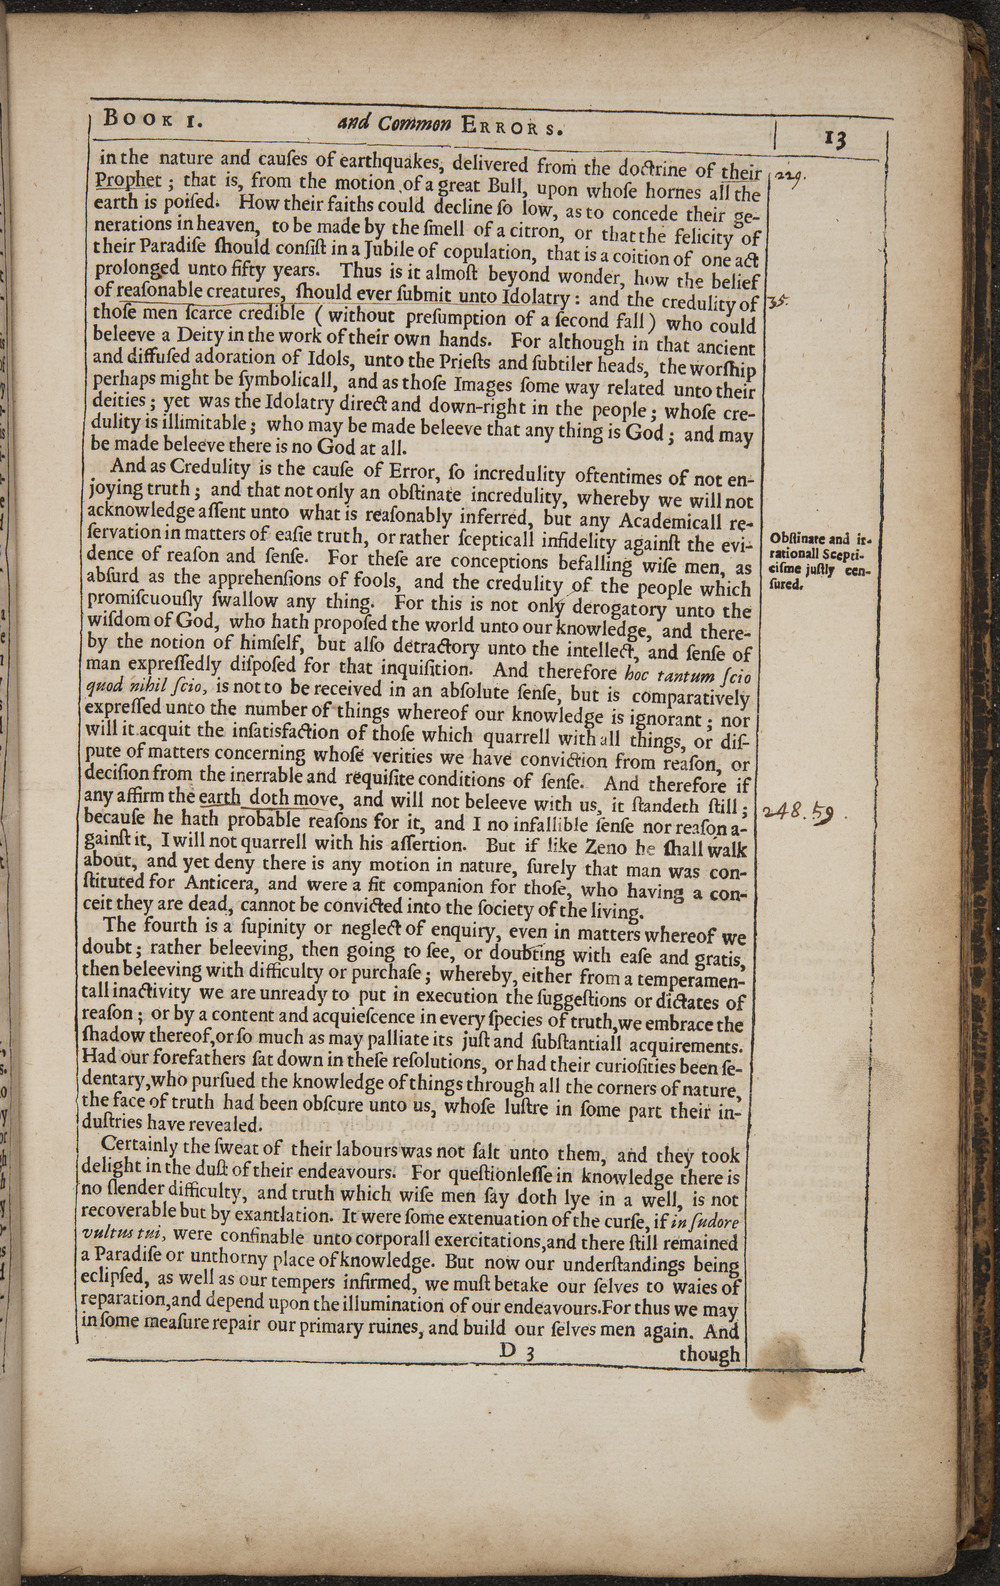 BOOK I. and Common ERRORS. 13
in the nature and cauſes of earthquakes, delivered from the doctrine of their
Prophet; that is, from the motion of a great Bull, upon whoſe hornes all the
earth is poiſed. How their faiths could decline ſo low, as to concede their ge-
nerations in heaven, to be made by the ſmell of a citron, or that the felicity of
their Paradiſe ſhould conſiſt in a Jubile of copulation, that is a coition of one act
prolonged unto fifty years. Thus is it almoſt beyond wonder, how the belief
of reaſonable creatures, ſhould ever ſubmit unto Idolatry: and the credulity of
thoſe men ſcarce credible (without preſumption of a ſecond fall) who could
beleeve a Deity in the work of their own hands. For although in that ancient
and diffuſed adoration of Idols, unto the Prieſts and ſubtiler heads, the worſhip
perhaps might be ſymbolicall, and as thoſe Images ſome way related unto their
deities; yet was the Idolatry direct and down-right in the people; whoſe cre-
dulity is illimitable; who may be made beleeve that any thing is God; and may
be made beleeve there is no God at all.
And as Credulity is the cauſe of Error, ſo incredulity oftentimes of not en-
joying truth; and that not only an obſtinate incredulity, whereby we will not
acknowledge aſſent unto what is reaſonably inferred, but any Academicall re-
ſervation in matters of eaſie truth, or rather ſcepticall infidelity againſt the evi-
dence of reaſon and ſenſe. For theſe are conceptions befalling wiſe men, as
abſurd as the apprehenſions of fools, and the credulity of the people which
promiſcuouſly ſwallow any thing. For this is not only derogatory unto the
wiſdom of God, who hath propoſed the world unto our knowledge, and there-
by the notion of himſelf, but alſo detractory unto the intellect, and ſenſe of
man expreſſedly diſpoſed for that inquiſition. And therefore hoc tantum ſcio
quod nihil ſcio, is not to be received in an abſolute ſenſe, but is comparatively
expreſſed unto the number of things whereof our knowledge is ignorant; nor
will it acquit the inſatisfaction of thoſe which quarrell with all things, or diſ-
pute of matters concerning whoſe verities we have conviction from reaſon, or
deciſion from the inerrable and requiſite conditions of ſenſe. And therefore if
any affirm the earth doth move, and will not beleeve with us, it ſtandeth ſtill;
becauſe he hath probable reaſons for it, and I no infallible ſenſe nor reaſon a-
gainſt it, I will not quarrell with his aſſertion. But if like Zeno he ſhall walk
about, and yet deny there is any motion in nature, ſurely that man was con-
ſtituted for Anticera, and were a fit companion for thoſe, who having a con-
ceit they are dead, cannot be convicted into the ſociety of the living.
The fourth is a ſupinity or neglect of enquiry, even in matters whereof we
doubt; rather beleeving, then going to ſee, or doubting with eaſe and gratis,
then beleeving with difficulty or purchaſe; whereby, either from a temperamen-
tall inactivity we are unready to put in execution the ſuggeſtions or dictates of
reaſon; or by a content and acquieſcence in every ſpecies of truth, we embrace the
ſhadow thereof, or ſo much as may palliate its juſt and ſubſtantiall acquirements.
Had our forefathers ſat down in theſe reſolutions, or had their curioſities been ſe-
dentary, who purſued the knowledge of things through all the corners of nature,
the face of truth had been obſcure unto us, whoſe luſtre in ſome part their in-
duſtries have revealed.
Certainly the ſweat of their labours was not ſalt unto them, and they took
delight in the duſt of their endeavours. For queſtionleſſe in knowledge there is
no ſlender difficulty, and truth which wiſe men ſay doth lye in a well, is not
recoverable but by exantlation. It were ſome extenuation of the curſe, if in ſudore
vultus tui, were confinable unto corporall exercitations, and there ſtill remained
a Paradiſe or unthorny place of knowledge. But now our underſtandings being
eclipſed, as well as our tempers infirmed, we muſt betake our ſelves to waies of
reparation, and depend upon the illumination of our endeavours. For thus we may
in ſome meaſure repair our primary ruines, and build our ſelves men again. And
D 3 though
229.
35.
Obſtinate and ir-
rationall Scepti-
ciſme juſtly cen-
ſured.
248.59.